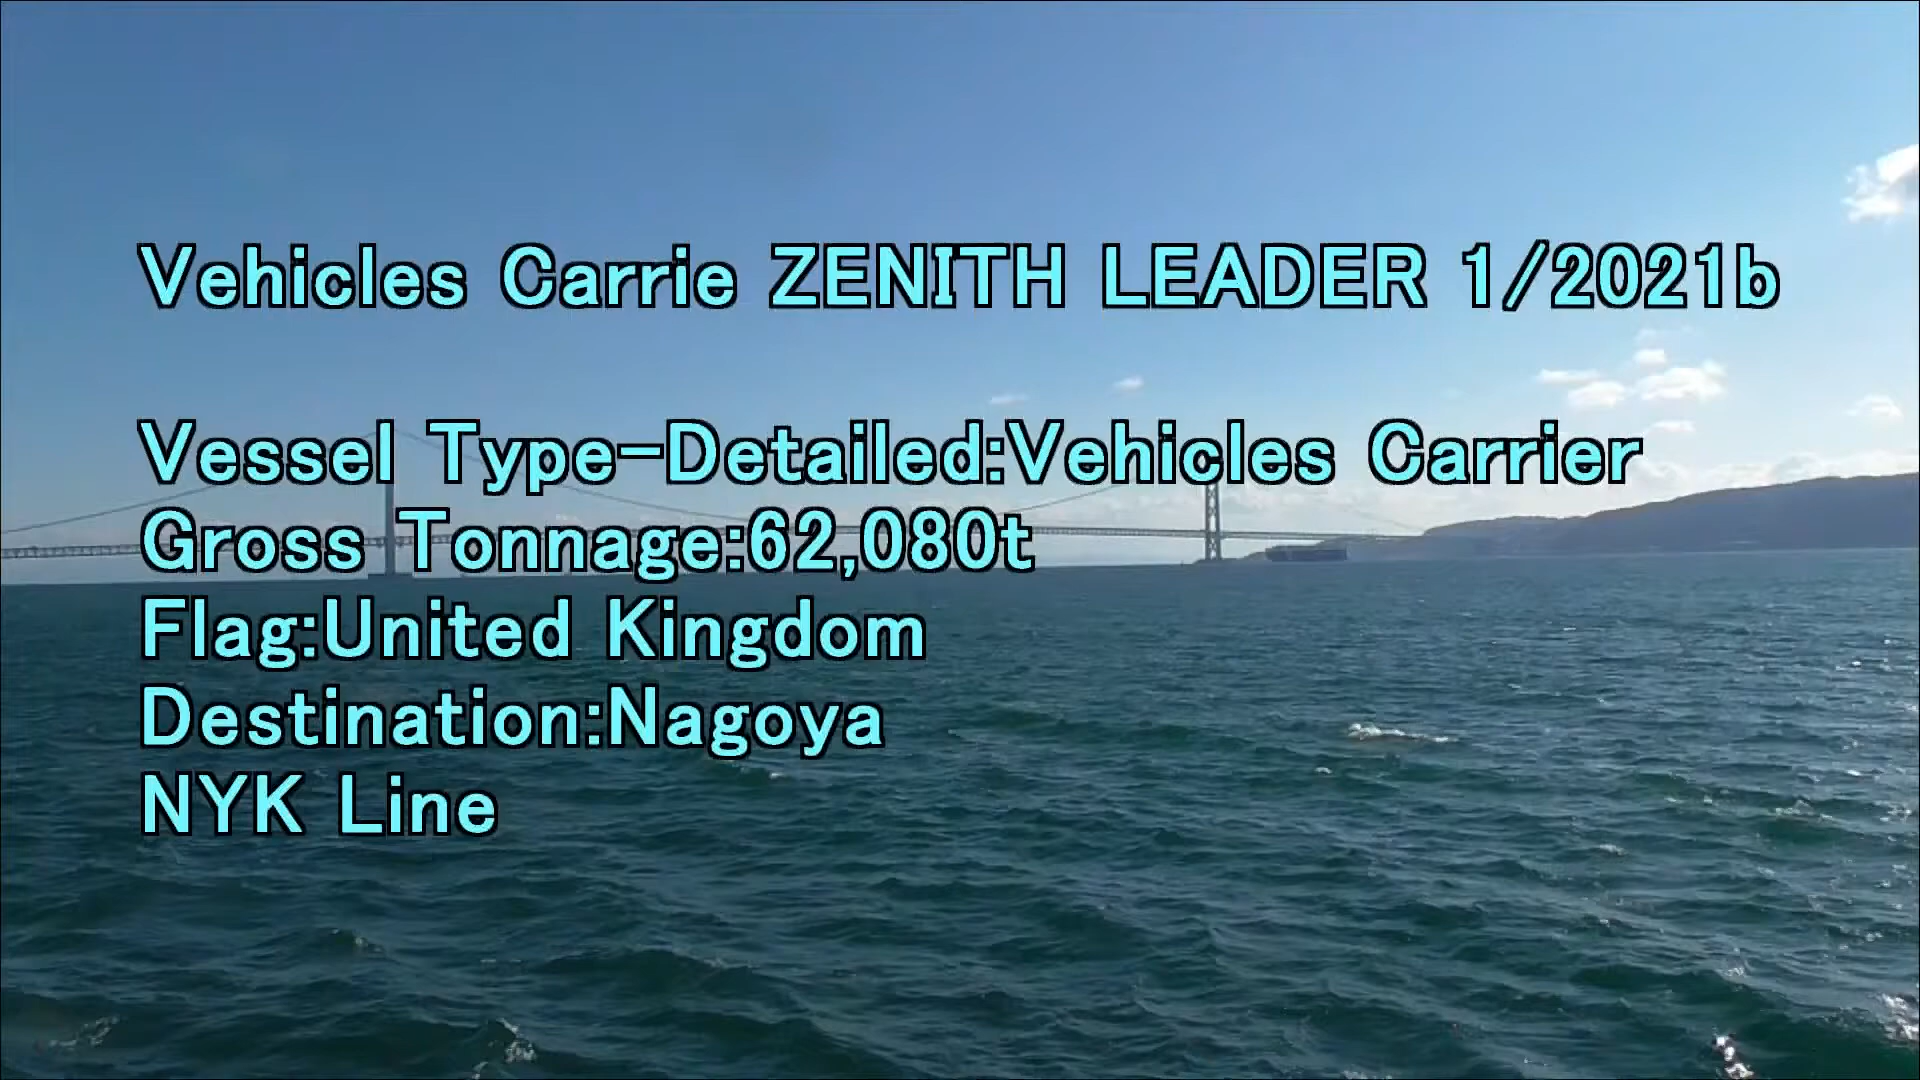 Vehicles Carrie ZENITH LEADER 1/2021b
Vessel Type-Detailed:Vehicles Carrier
Gross Tonnage:62,080t
Flag:United Kingdom
Destination:Nagoya
NYK Line